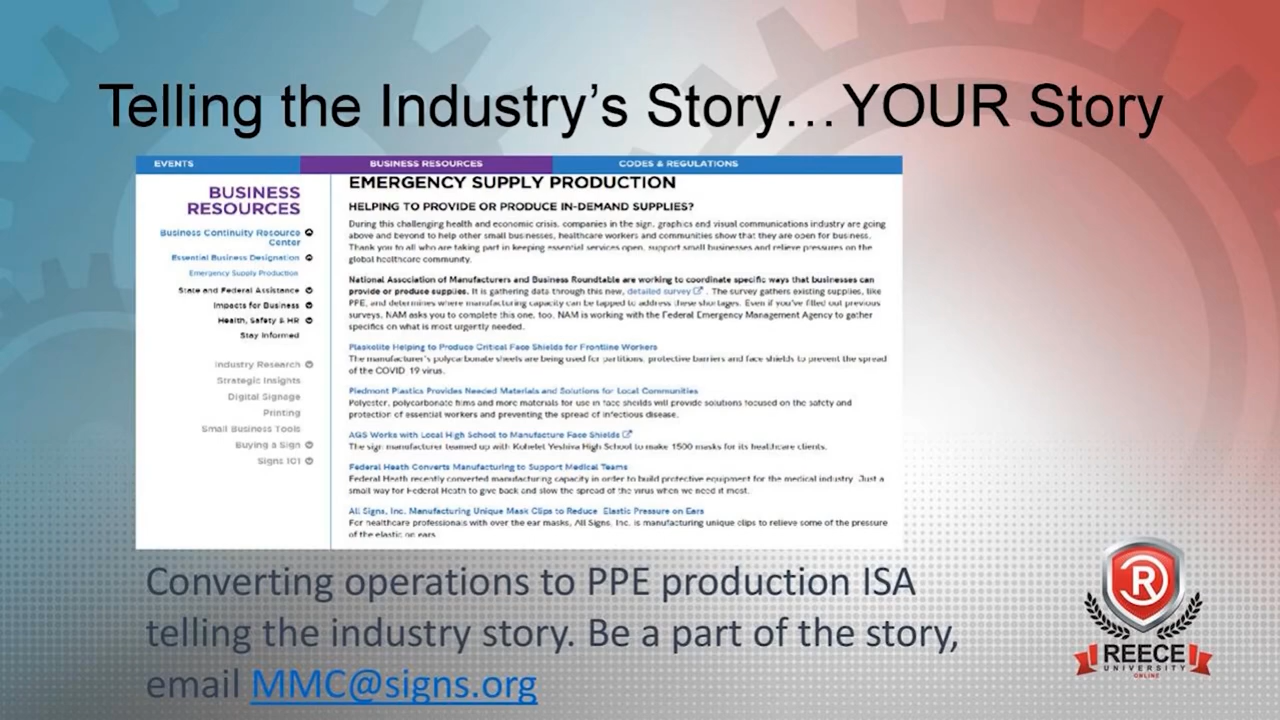 Telling the Industry’s Story…YOUR Story
EVENTS
BUSINESS RESOURCES
CODES & REGULATIONS
BUSINESS
RESOURCES
Business Continuity Resource
Center
Essential Business Designation
Emergency Supply Production
State and Federal Assistance
Impacts for Business
Health, Safety & HR
Stay Informed
Industry Research
Strategic Insights
Digital Signage
Printing
Small Business Tools
Buying a Sign
Signs 101
EMERGENCY SUPPLY PRODUCTION
HELPING TO PROVIDE OR PRODUCE IN-DEMAND SUPPLIES?
During this challenging health and economic crisis, companies in the sign, graphics and visual communications industry are going
above and beyond to help other small businesses, healthcare workers and communities show that they are open for business.
Thank you to all who are taking part in keeping essential services open, support small businesses and relieve pressures on the
global healthcare community.
National Association of Manufacturers and Business Roundtable are working to coordinate specific ways that businesses can
provide or produce supplies. It is gathering data through this new, detailed survey . The survey gathers existing supplies, like
PPE, and determines where manufacturing capacity can be tapped to address these shortages. Even if you've filled out previous
surveys, NAM asks you to complete this one, too. NAM is working with the Federal Emergency Management Agency to gather
specifics on what is most urgently needed.
Plaskolite Helping to Produce Critical Face Shields for Frontline Workers
The manufacturer's polycarbonate sheets are being used for partitions, protective barriers and face shields to prevent the spread
of the COVID-19 virus.
Piedmont Plastics Provides Needed Materials and Solutions for Local Communities
Polyester, polycarbonate films and more materials for use in face sheilds will provide solutions focused on the safety and
protection of essential workers and preventing the spread of infectious disease.
AGS Works with Local High School to Manufacture Face Shields
The sign manufacturer teamed up with Kohelet Yeshiva High School to make 1500 masks for its healthcare clients.
Federal Heath Converts Manufacturing to Support Medical Teams
Federal Heath recently converted manufacturing capacity in order to build protective equipment for the medical industry. Just a
small way for Federal Heath to give back and slow the spread of the virus when we need it most.
All Signs, Inc. Manufacturing Unique Mask Clips to Reduce Elastic Pressure on Ears
For healthcare professionals with over the ear masks, All Signs, Inc. is manufacturing unique clips to relieve some of the pressure
of the elastic on ears
Converting operations to PPE production ISA
telling the industry story. Be a part of the story,
email MMC@signs.org
R
REECE
UNIVERSITY
ONLINE